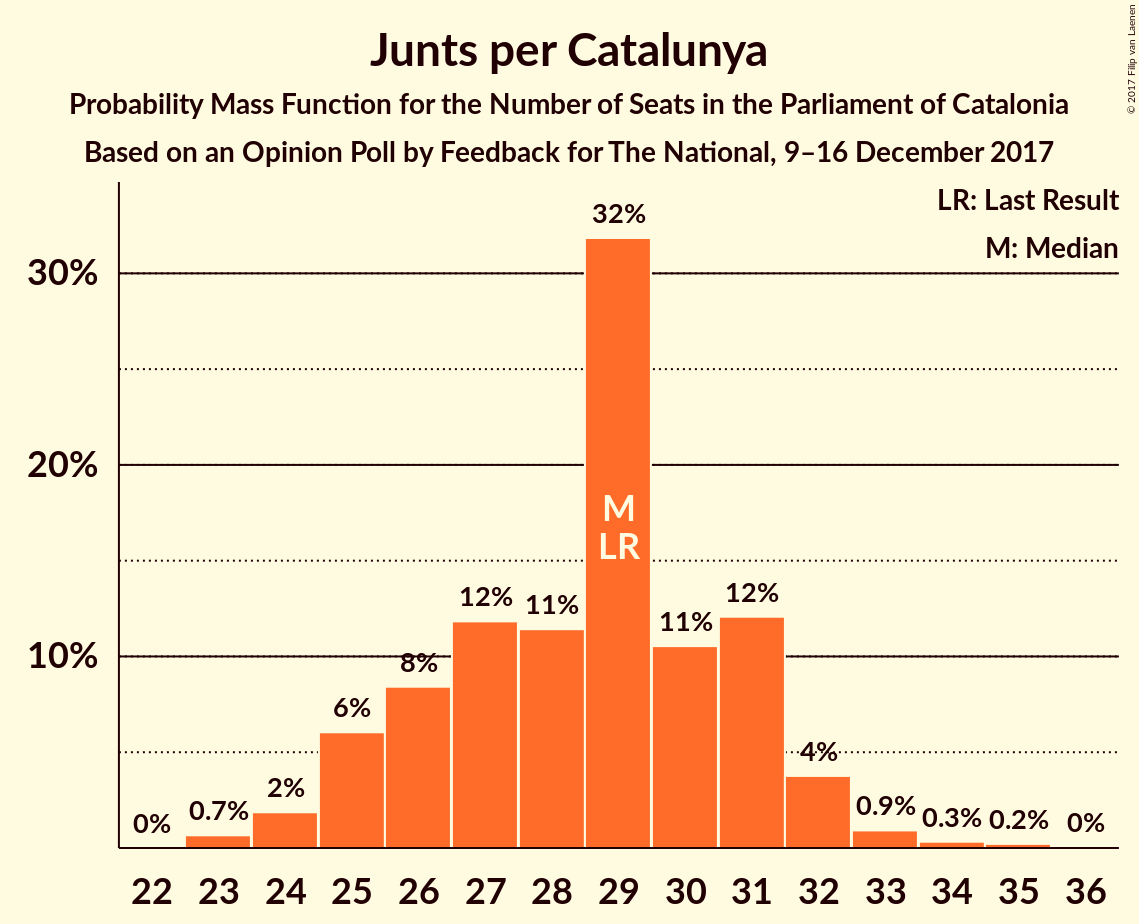 Junts per Catalunya
Probability Mass Function for the Number of Seats in the Parliament of Catalonia
Based on an Opinion Poll by Feedback for The National, 9–16 December 2017
© 2017 Filip van Laenen
LR: Last Result
M: Median
32%
30%
20%
M
LR
12%
11%
11%
12%
10%
8%
6%
4%
2%
0.7%
0%
0.9%
0.3%
0.2%
0%
22 23 24 25 26 27 28 29 30 31 32 33 34 35 36